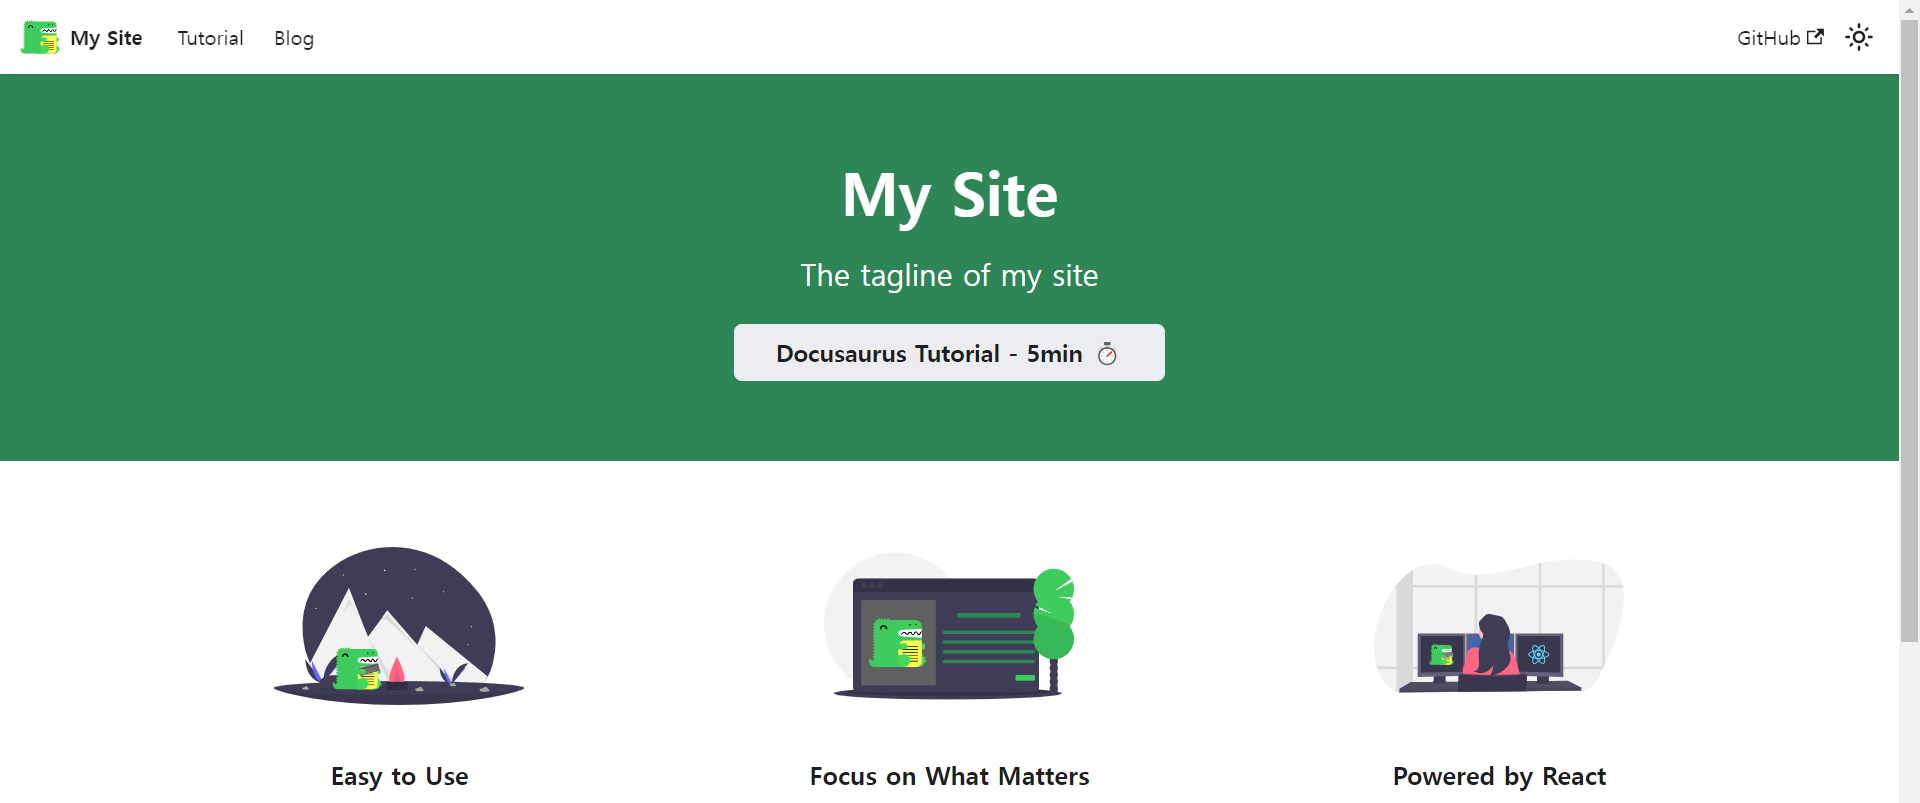 My Site Tutorial Blog GitHub
My Site
The tagline of my site
Docusaurus Tutorial - 5min ⏱️
Easy to Use Focus on What Matters Powered by React